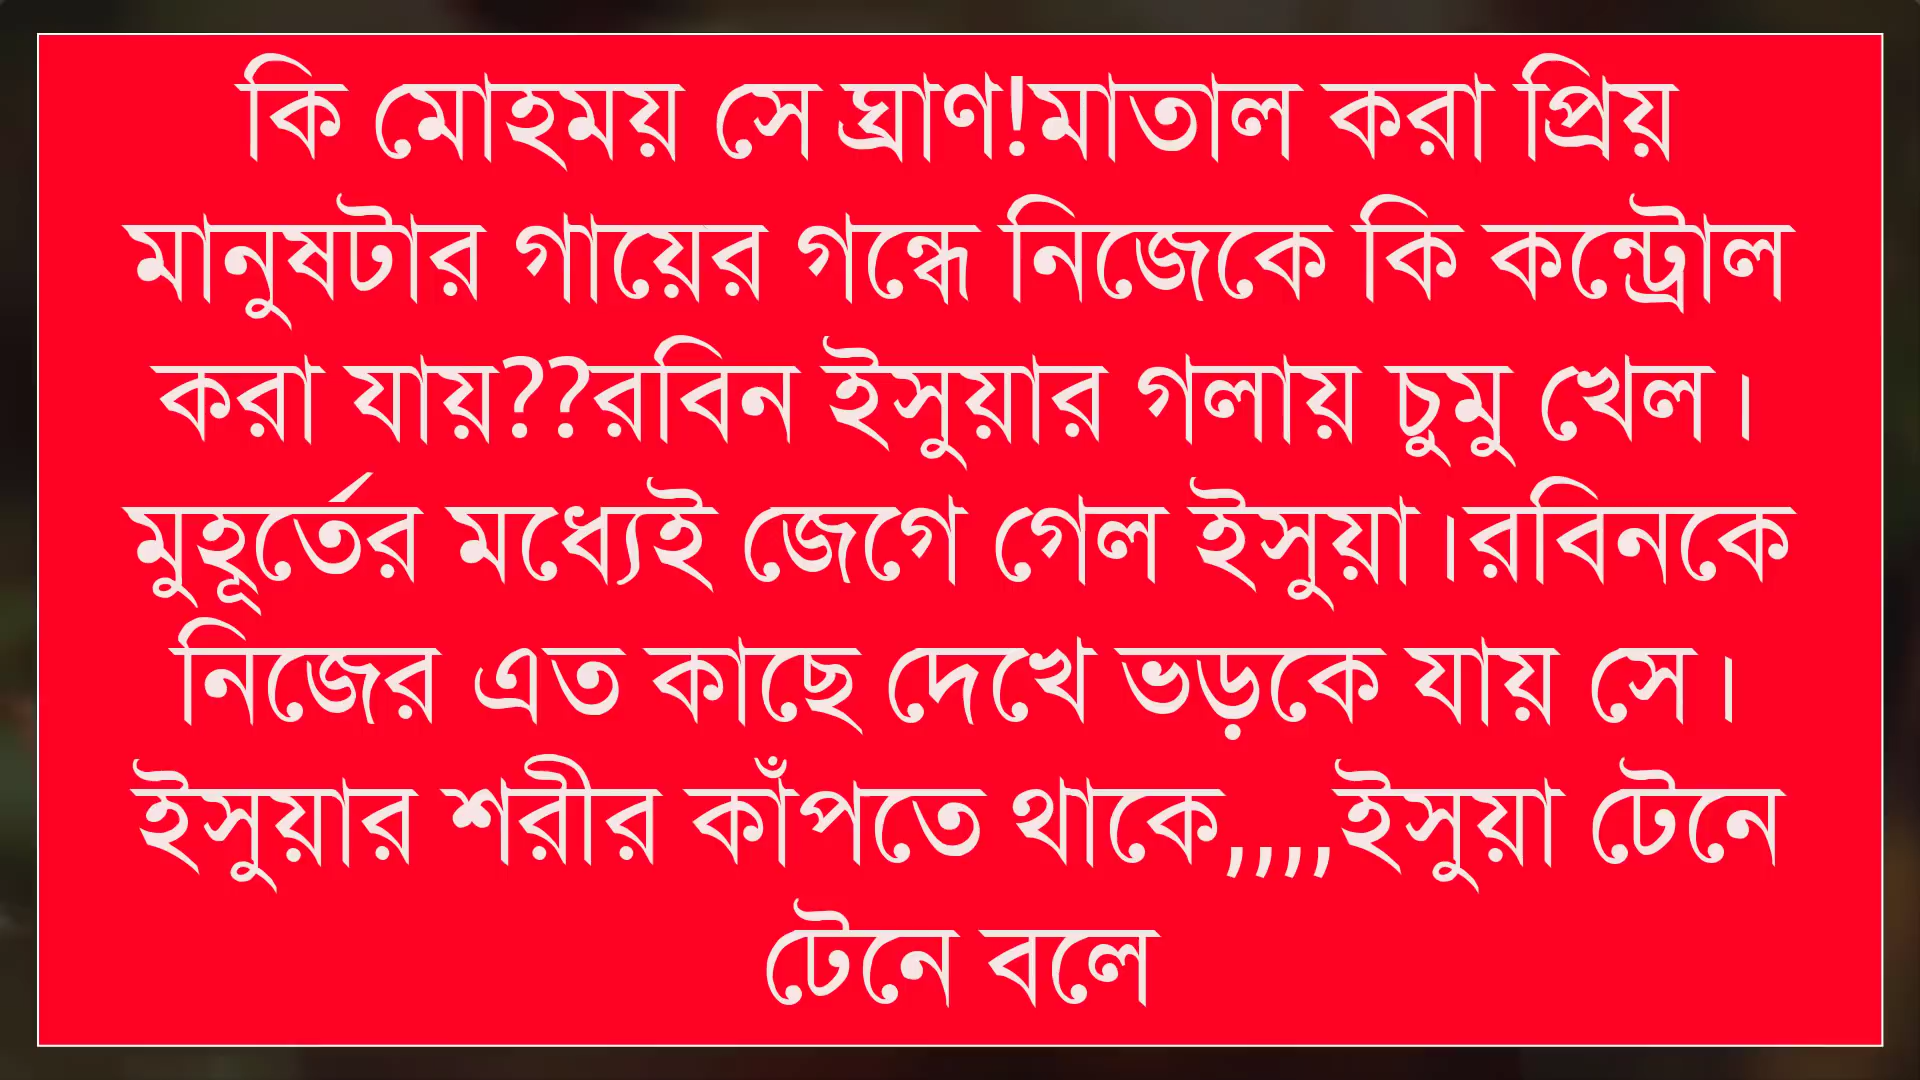 কি মোহময় সে ঘ্রাণ!মাতাল করা প্রিয়
মানুষটার গায়ের গন্ধে নিজেকে কি কন্ট্রোল
করা যায়??রবিন ইসুয়ার গলায় চুমু খেল।
মুহূর্তের মধ্যেই জেগে গেল ইসুয়া।রবিনকে
নিজের এত কাছে দেখে ভড়কে যায় সে।
ইসুয়ার শরীর কাঁপতে থাকে,,,,ইসুয়া টেনে
টেনে বলে